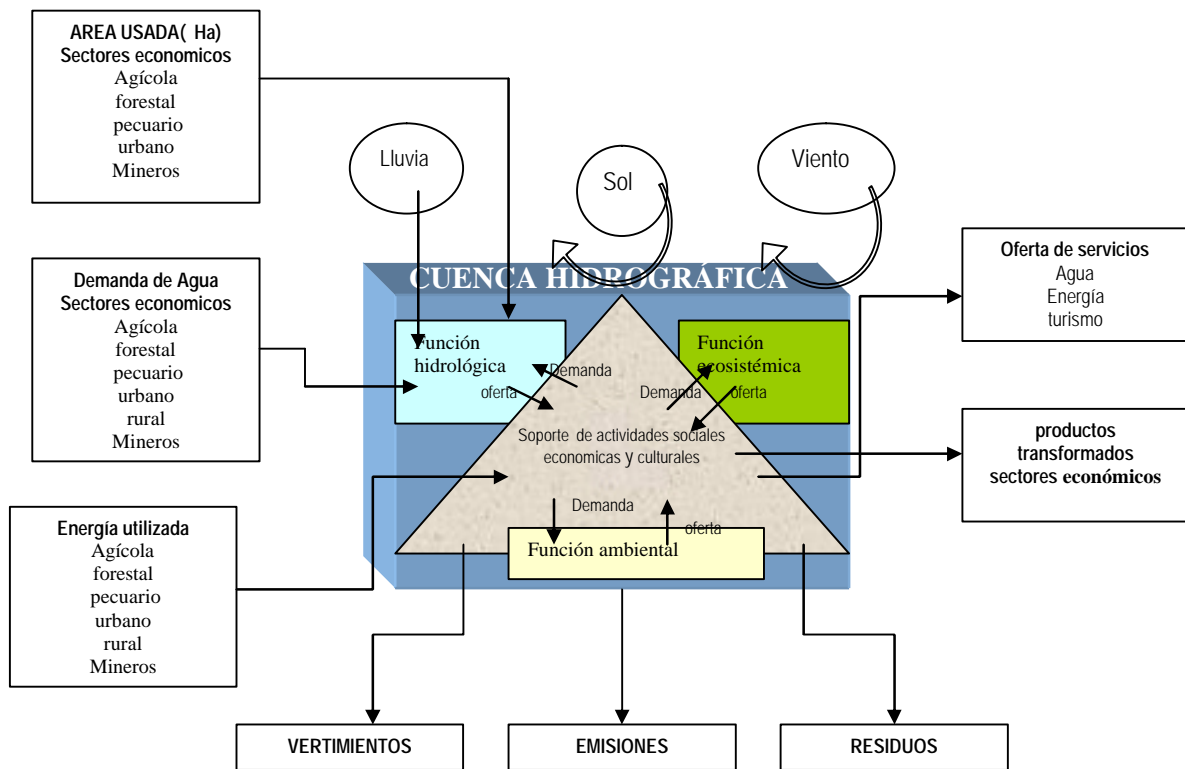 AREA USADA( Ha)
Sectores economicos
Agícola
forestal
pecuario
urbano
Mineros
Lluvia
Sol
Viento
Demanda de Agua
Sectores economicos
Agícola
forestal
pecuario
urbano
rural
Mineros
Energía utilizada
Agícola
forestal
pecuario
urbano
rural
Mineros
CUENCA HIDROGRÁFICA
Función
hidrológica
Función
ecosistémica
Demanda
oferta
Demanda
oferta
Soporte de actividades sociales
economicas y culturales
Demanda
oferta
Función ambiental
Oferta de servicios
Agua
Energía
turismo
productos
transformados
sectores económicos
VERTIMIENTOS
EMISIONES
RESIDUOS